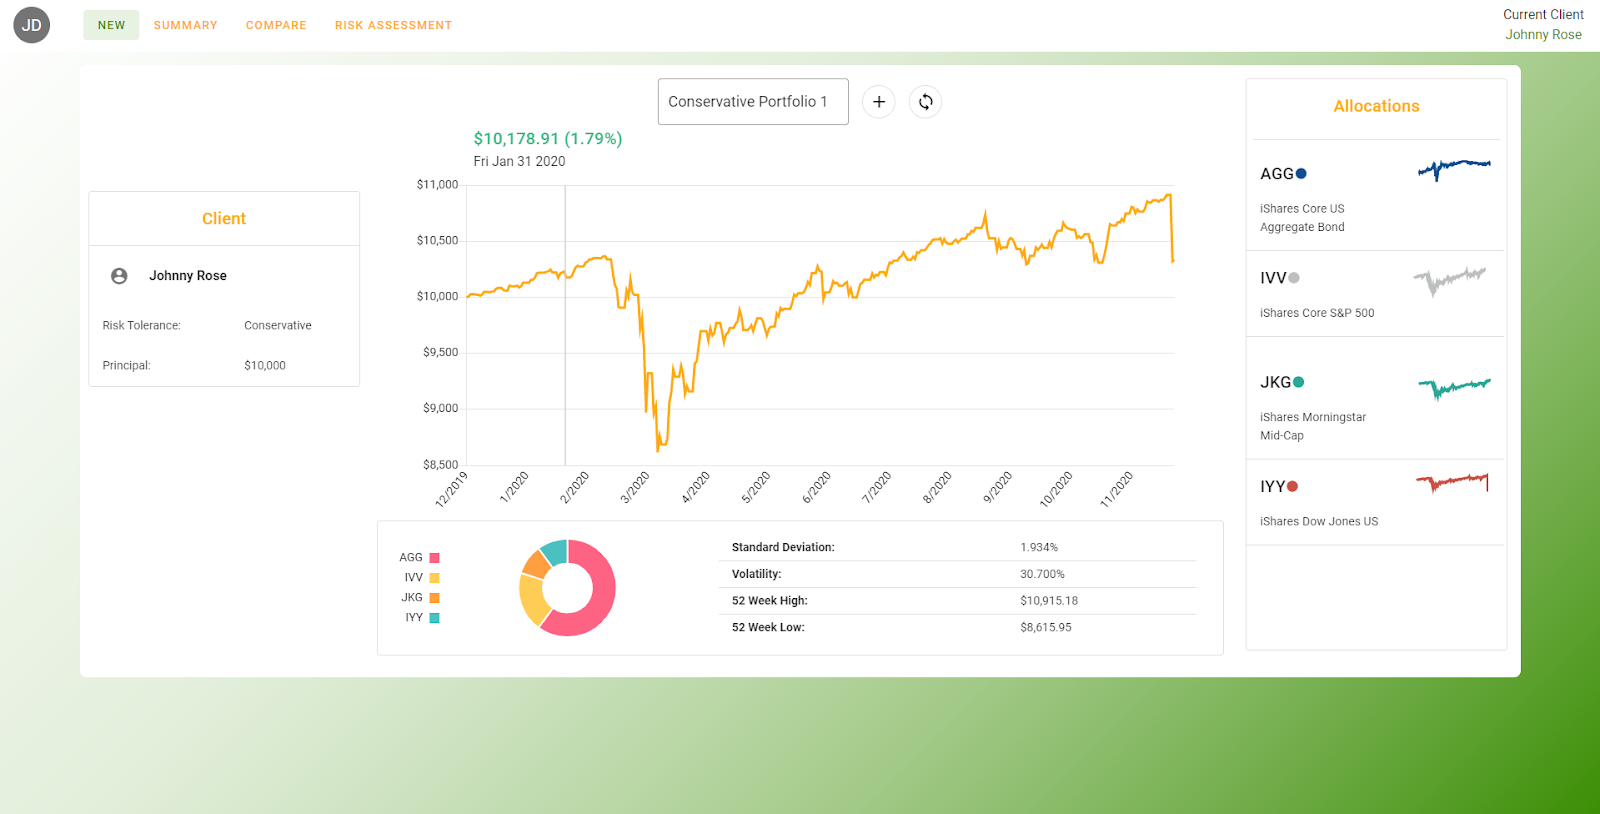 JD
NEW SUMMARY COMPARE RISK ASSESSMENT
Current Client
Johnny Rose
Client
Johnny Rose
Risk Tolerance: Conservative
Principal: $10,000
Conservative Portfolio 1
$10,178.91 (1.79%)
Fri Jan 31 2020
$11,000
$10,500
$10,000
$9,500
$9,000
$8,500
12/2019 1/2020 2/2020 3/2020 4/2020 5/2020 6/2020 7/2020 8/2020 9/2020 10/2020 11/2020
AGG
IVV
JKG
IYY
Standard Deviation: 1.934%
Volatility: 30.700%
52 Week High: $10,915.18
52 Week Low: $8,615.95
Allocations
AGG
iShares Core US
Aggregate Bond
IVV
iShares Core S&P 500
JKG
iShares Morningstar
Mid-Cap
IYY
iShares Dow Jones US